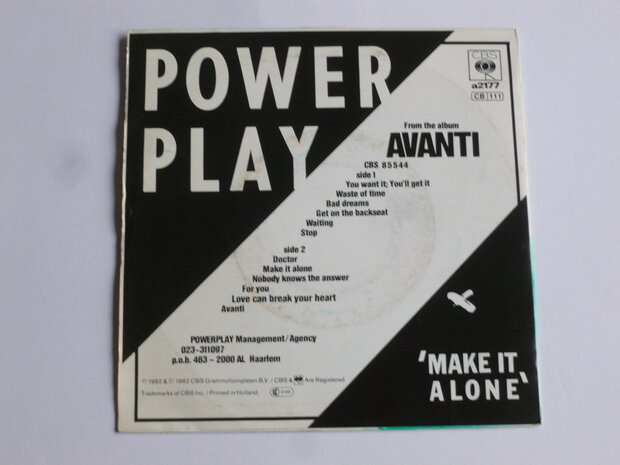 POWER
PLAY
CBS
a2177
CB 111
From the album
AVANTI
CBS 85544
side 1
You want it; You'll get it
Waste of time
Bad dreams
Get on the backseat
Waiting
Stop
side 2
Doctor
Make it alone
Nobody knows the answer
For you
Love can break your heart
Avanti
POWERPLAY Management/Agency
023-311097
p.o.b. 463 – 2000 AL Haarlem
℗ 1982 & © 1982 CBS Grammofoonplaten B.V. / CBS & Are Registered
Trademarks of CBS Inc. / Printed in Holland.
'MAKE IT
ALONE'